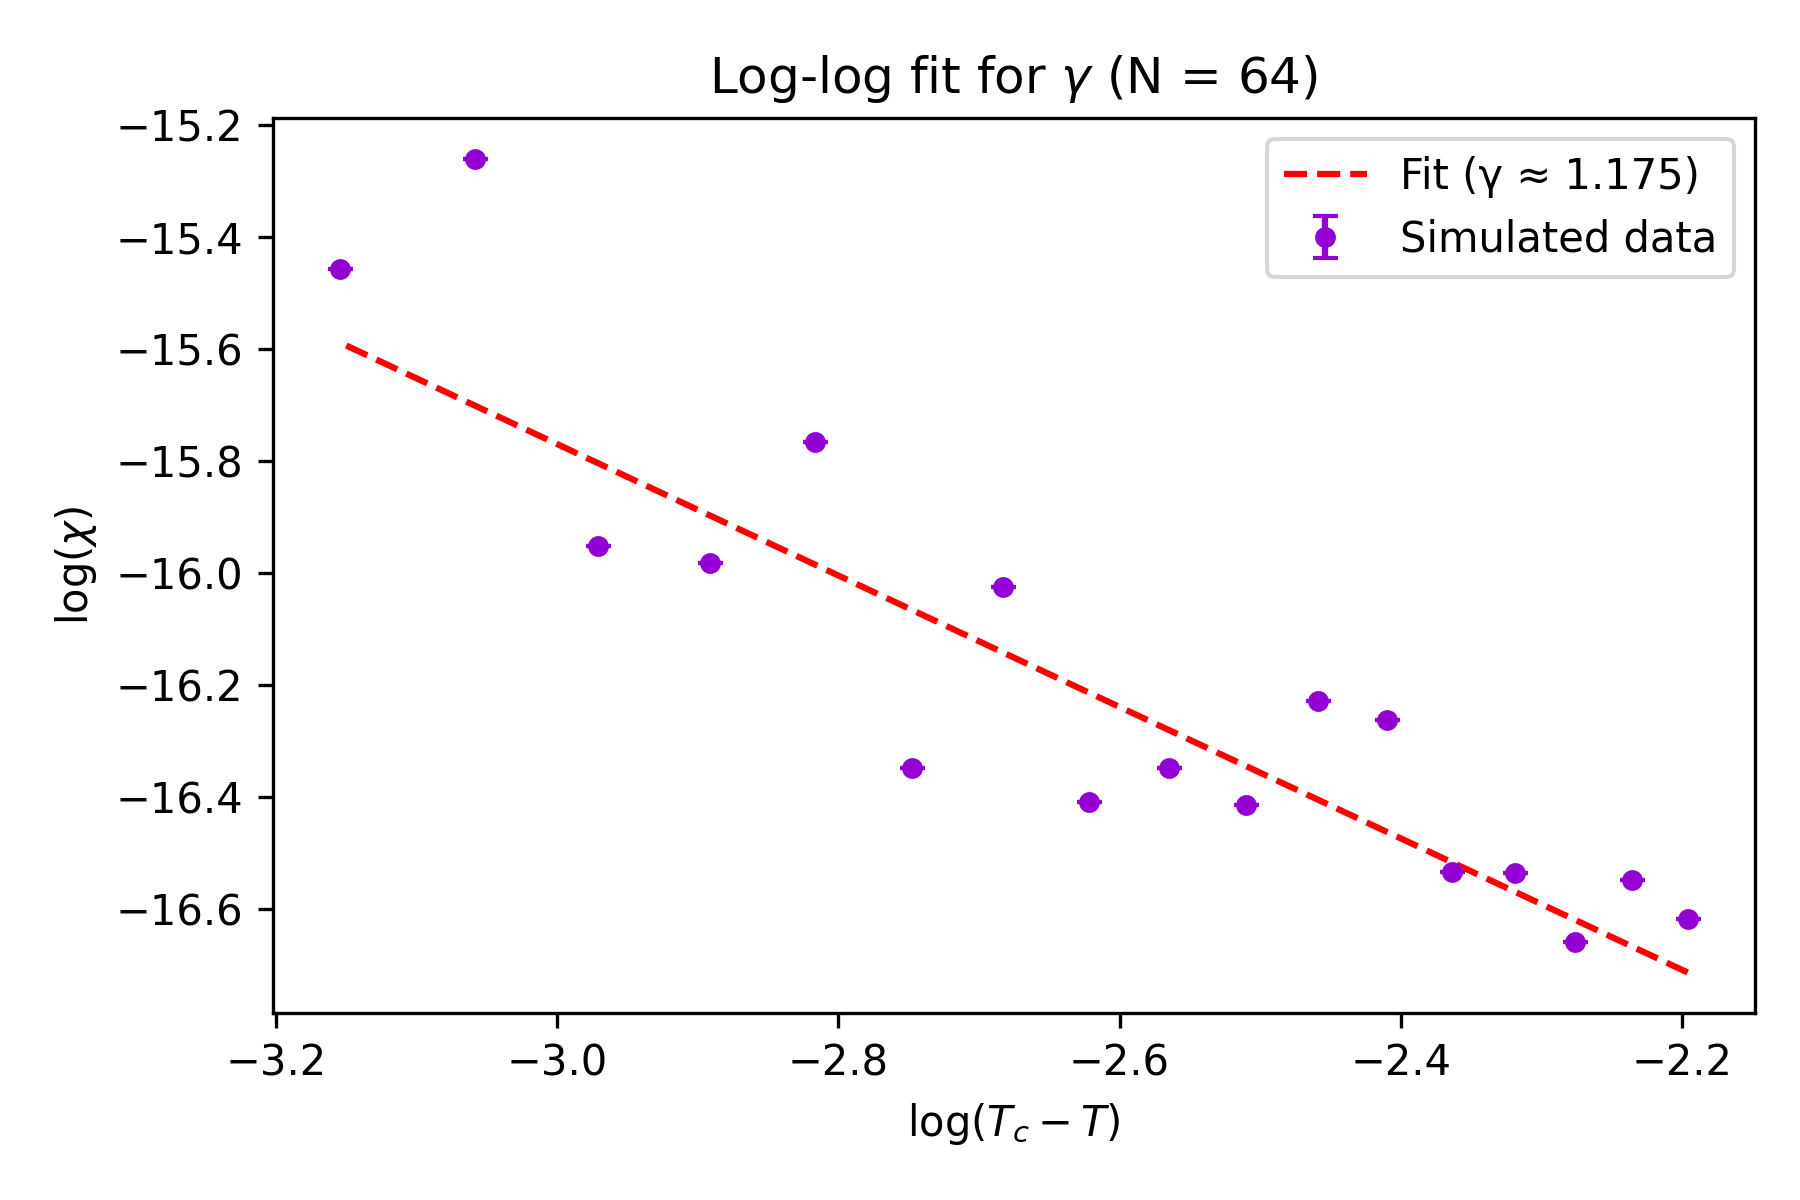 Log-log fit for γ (N = 64)
Fit (γ ≈ 1.175)
Simulated data
log(χ)
−15.2
−15.4
−15.6
−15.8
−16.0
−16.2
−16.4
−16.6
−3.2 −3.0 −2.8 −2.6 −2.4 −2.2
log(T_c − T)